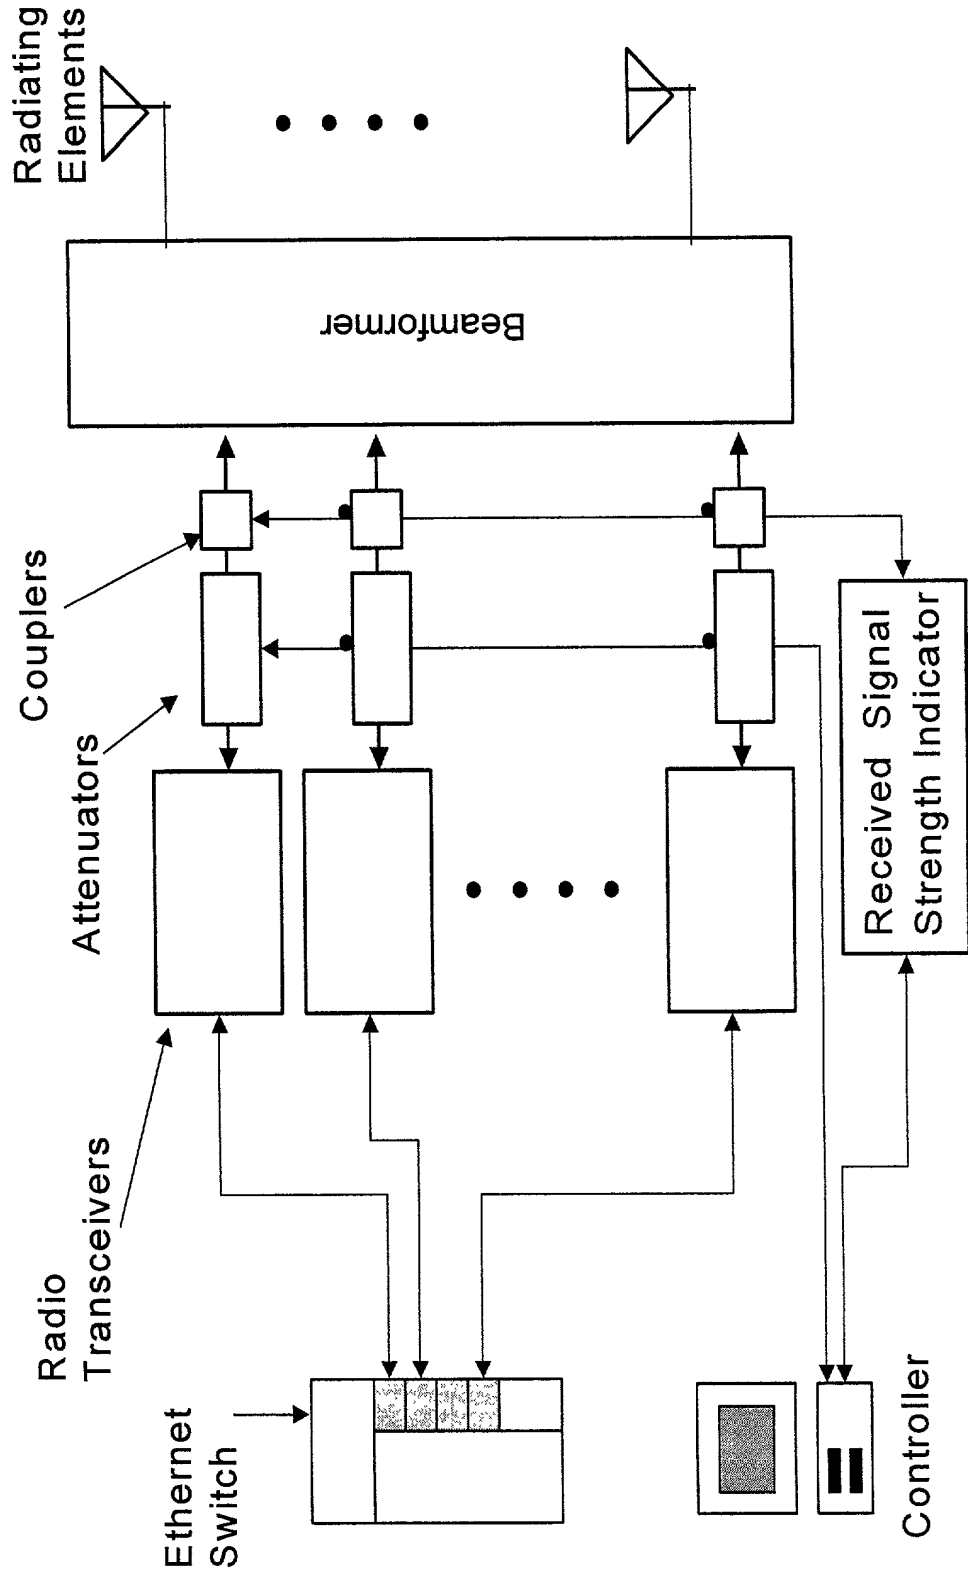 Radiating
Elements
Beamformer
Couplers
Attenuators
Received Signal
Strength Indicator
Radio
Transceivers
Ethernet
Switch
Controller